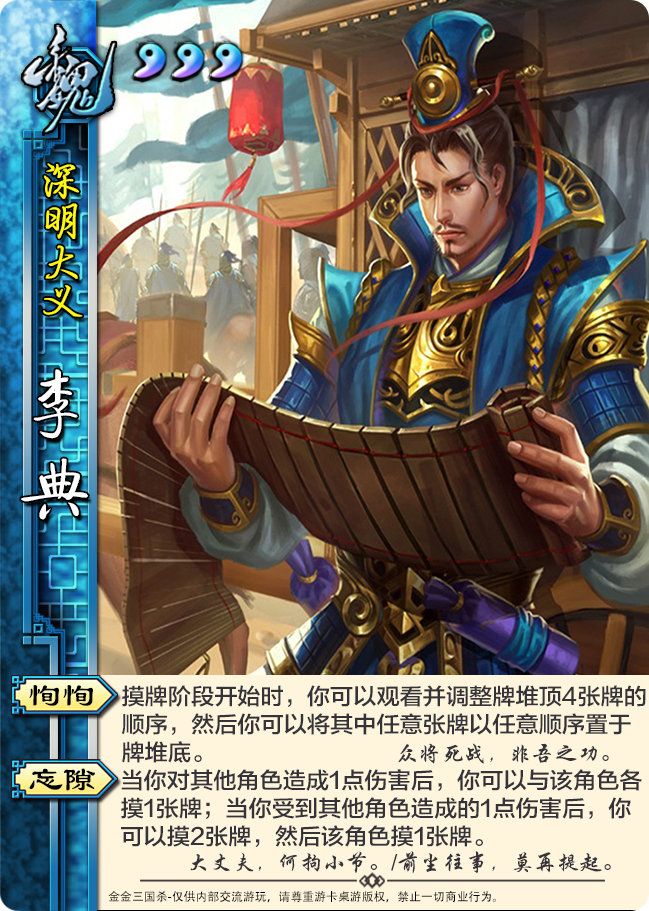 魏
深明大义
李典
恂恂
摸牌阶段开始时，你可以观看并调整牌堆顶4张牌的
顺序，然后你可以将其中任意张牌以任意顺序置于
牌堆底。
众将死战，非吾之功。
忘隙
当你对其他角色造成1点伤害后，你可以与该角色各
摸1张牌；当你受到其他角色造成的1点伤害后，你
可以摸2张牌，然后该角色摸1张牌。
大丈夫，何拘小节。/前尘往事，莫再提起。
金金三国杀-仅供内部交流游玩，请尊重游卡桌游版权，禁止一切商业行为。